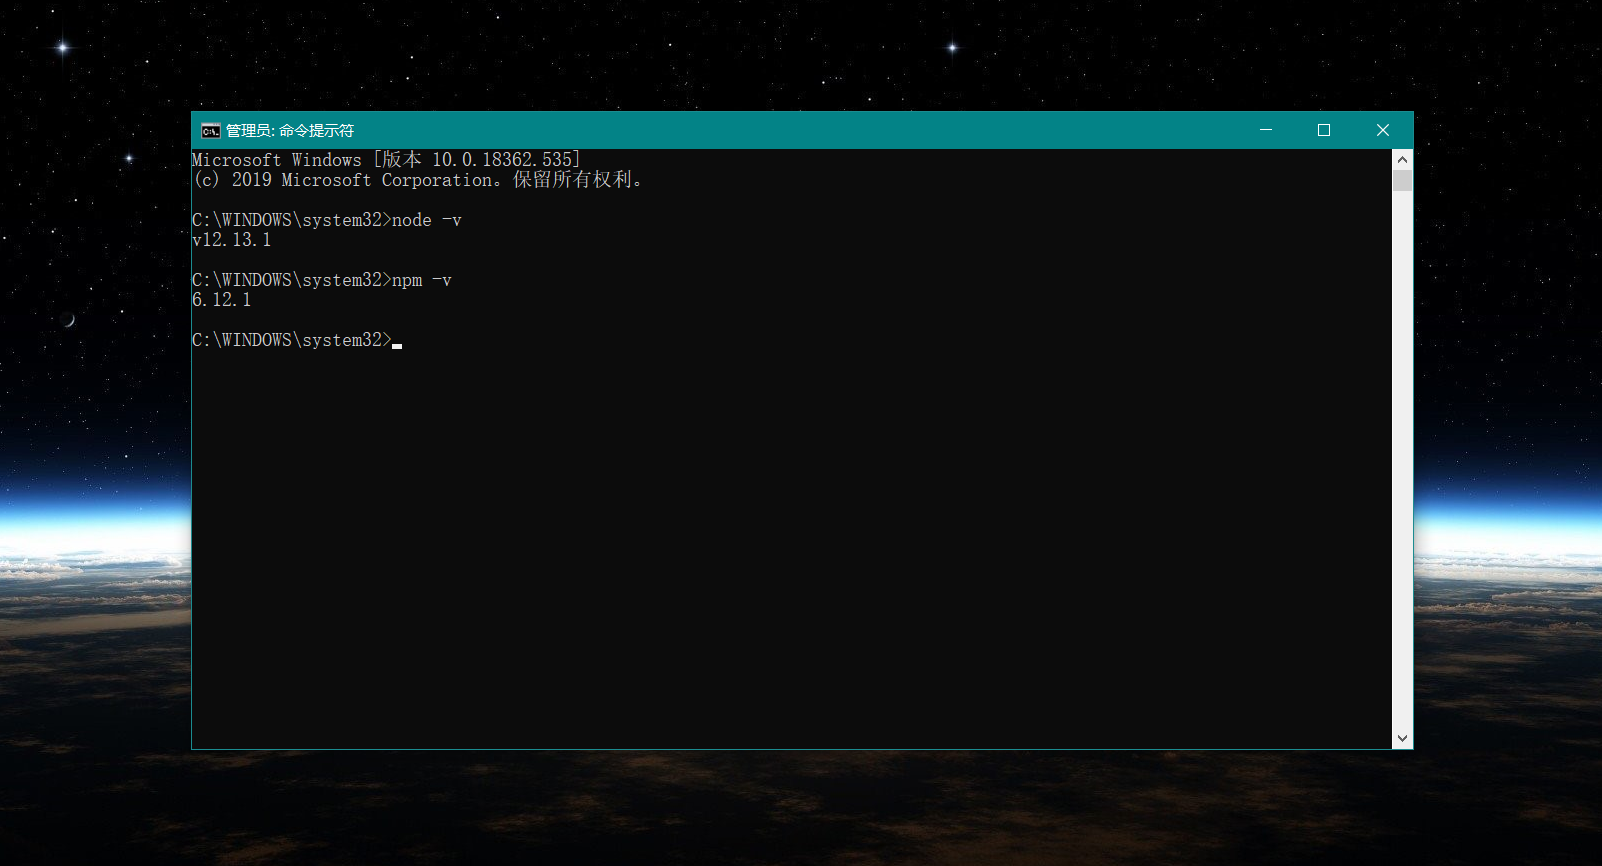 管理员: 命令提示符
Microsoft Windows [版本 10.0.18362.535]
(c) 2019 Microsoft Corporation。保留所有权利。
C:\WINDOWS\system32>node -v
v12.13.1
C:\WINDOWS\system32>npm -v
6.12.1
C:\WINDOWS\system32>